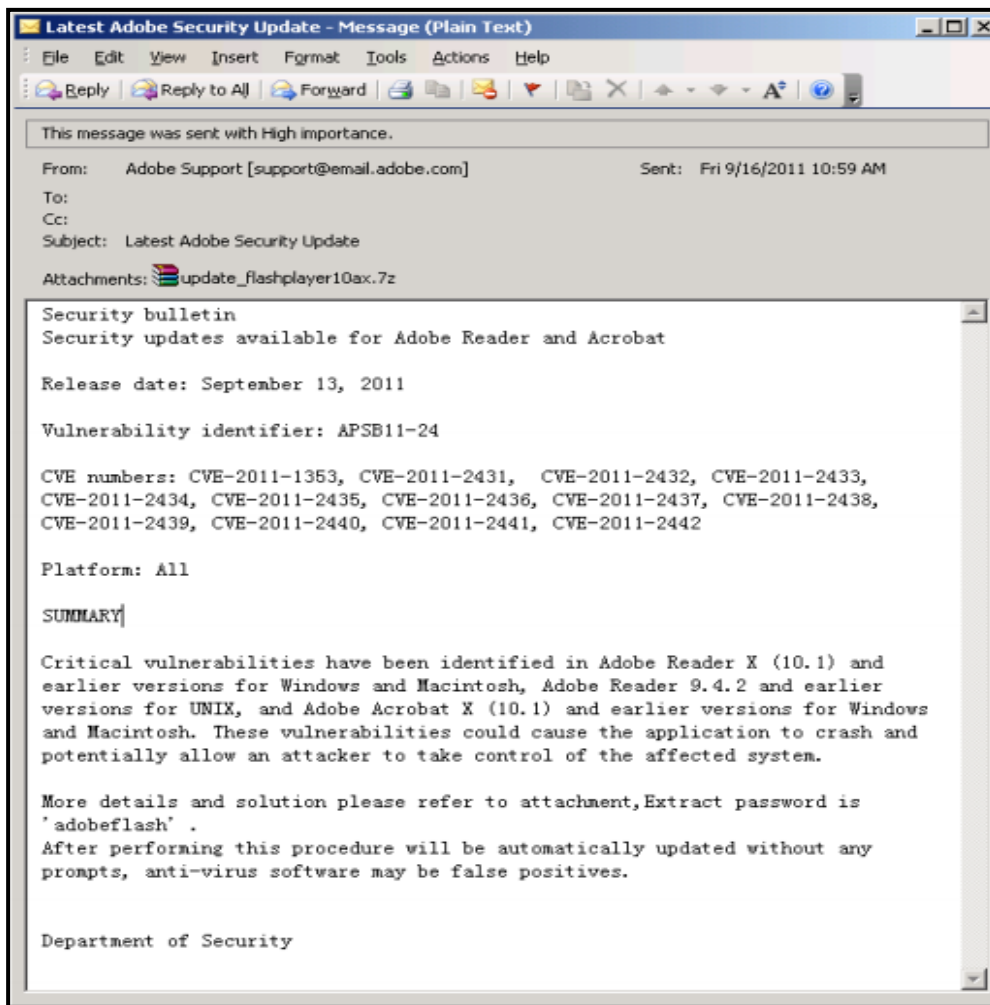 Latest Adobe Security Update - Message (Plain Text)
File Edit View Insert Format Tools Actions Help
Reply Reply to All Forward
This message was sent with High importance.
From: Adobe Support [support@email.adobe.com] Sent: Fri 9/16/2011 10:59 AM
To:
Cc:
Subject: Latest Adobe Security Update
Attachments: update_flashplayer10ax.7z
Security bulletin
Security updates available for Adobe Reader and Acrobat
Release date: September 13, 2011
Vulnerability identifier: APSB11-24
CVE numbers: CVE-2011-1353, CVE-2011-2431, CVE-2011-2432, CVE-2011-2433,
CVE-2011-2434, CVE-2011-2435, CVE-2011-2436, CVE-2011-2437, CVE-2011-2438,
CVE-2011-2439, CVE-2011-2440, CVE-2011-2441, CVE-2011-2442
Platform: All
SUMMARY
Critical vulnerabilities have been identified in Adobe Reader X (10.1) and
earlier versions for Windows and Macintosh, Adobe Reader 9.4.2 and earlier
versions for UNIX, and Adobe Acrobat X (10.1) and earlier versions for Windows
and Macintosh. These vulnerabilities could cause the application to crash and
potentially allow an attacker to take control of the affected system.
More details and solution please refer to attachment,Extract password is
'adobeflash' .
After performing this procedure will be automatically updated without any
prompts, anti-virus software may be false positives.
Department of Security